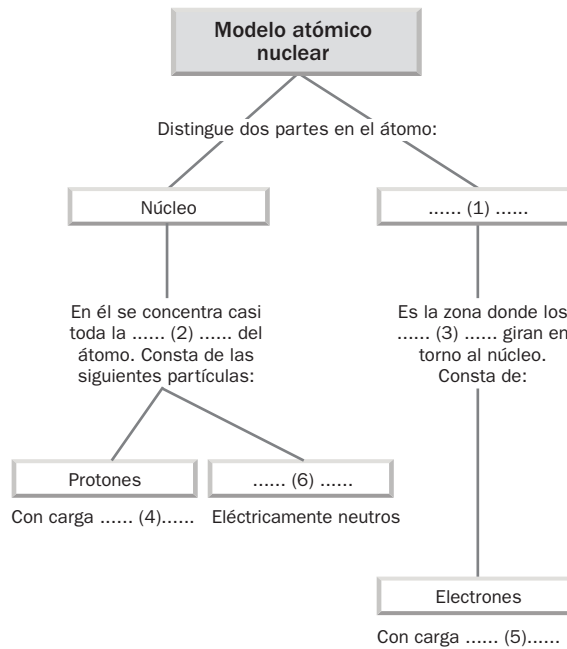 Modelo atómico
nuclear
Distingue dos partes en el átomo:
Núcleo
...... (1) ......
En él se concentra casi
toda la ...... (2) ...... del
átomo. Consta de las
siguientes partículas:
Es la zona donde los
...... (3) ...... giran en
torno al núcleo.
Consta de:
Protones
...... (6) ......
Con carga ...... (4)......
Eléctricamente neutros
Electrones
Con carga ...... (5)......